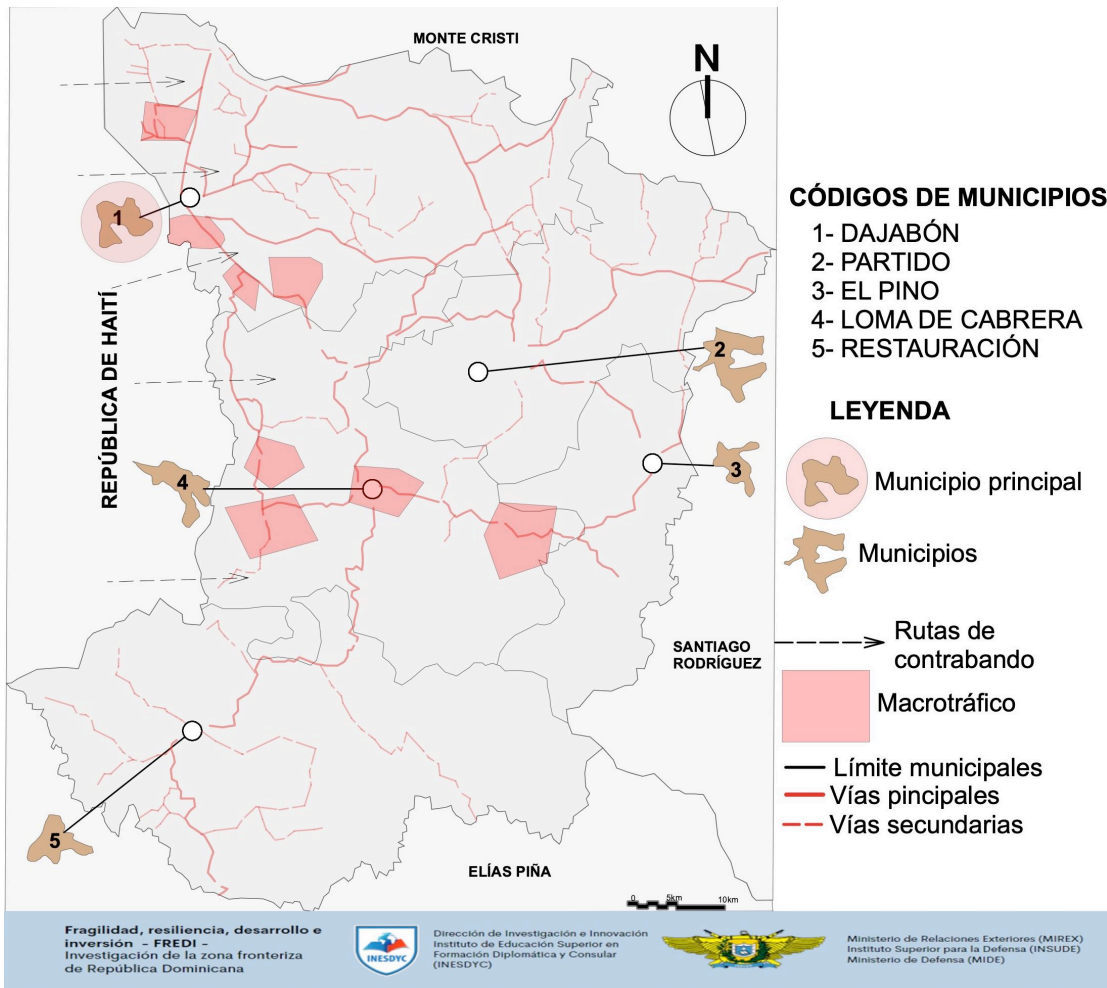 MONTE CRISTI
N
CÓDIGOS DE MUNICIPIOS
1- DAJABÓN
2- PARTIDO
3- EL PINO
4- LOMA DE CABRERA
5- RESTAURACIÓN
1
REPÚBLICA DE HAITÍ
2
3
4
5
LEYENDA
Municipio principal
Municipios
Rutas de
contrabando
Macrotráfico
Límite municipales
Vías pincipales
Vías secundarias
SANTIAGO
RODRÍGUEZ
ELÍAS PIÑA
0 5km 10km
Fragilidad, resiliencia, desarrollo e
inversión - FREDI -
Investigación de la zona fronteriza
de República Dominicana
INESDYC
Dirección de Investigación e Innovación
Instituto de Educación Superior en
Formación Diplomática y Consular
(INESDYC)
Ministerio de Relaciones Exteriores (MIREX)
Instituto Superior para la Defensa (INSUDE)
Ministerio de Defensa (MIDE)